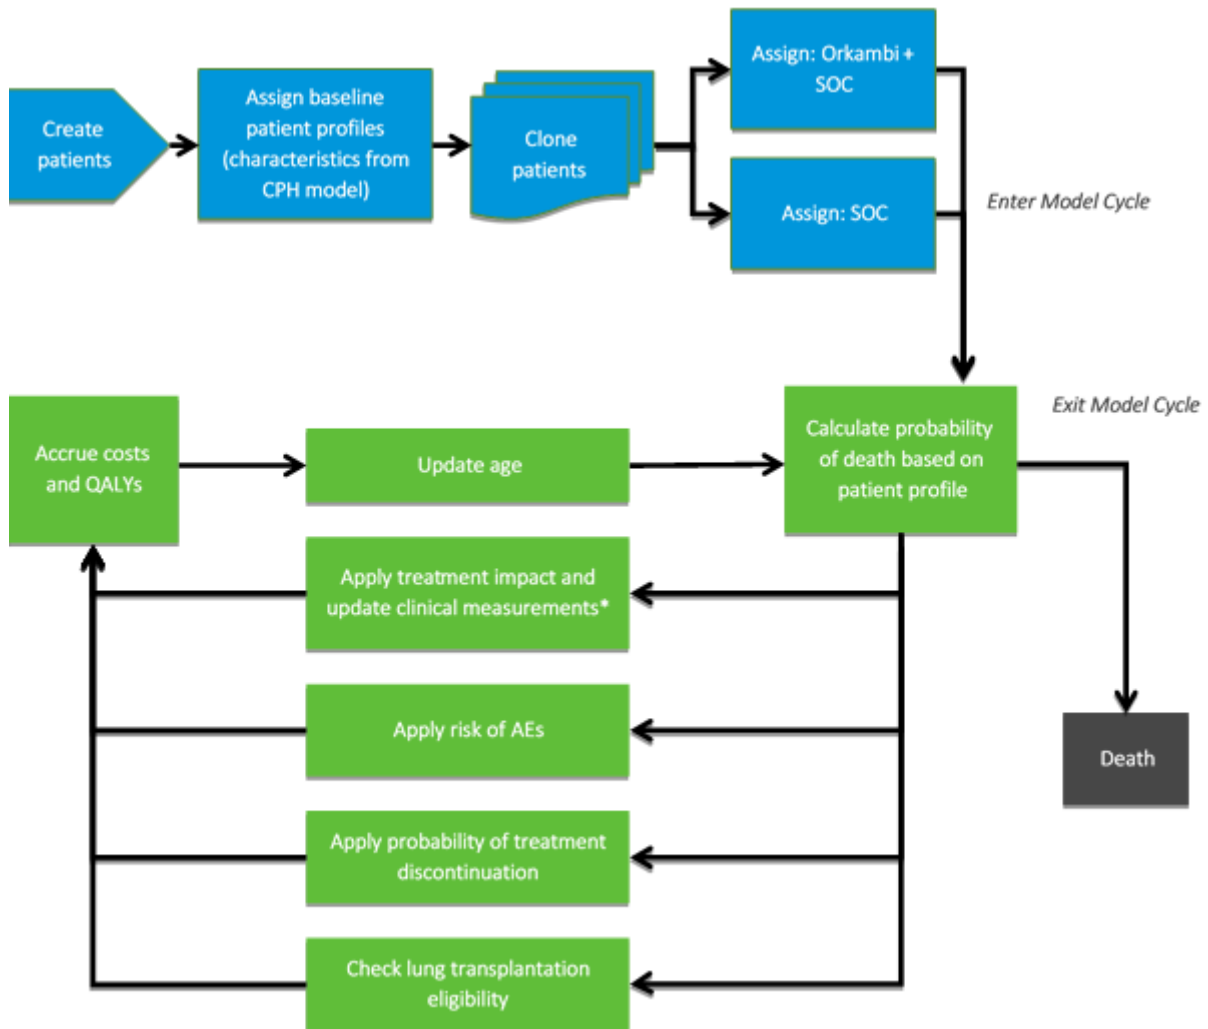 Create
patients
Assign baseline
patient profiles
(characteristics from
CPH model)
Clone
patients
Assign: Orkambi +
SOC
Assign: SOC
Enter Model Cycle
Exit Model Cycle
Accrue costs
and QALYs
Update age
Calculate probability
of death based on
patient profile
Apply treatment impact and
update clinical measurements*
Apply risk of AEs
Death
Apply probability of treatment
discontinuation
Check lung transplantation
eligibility